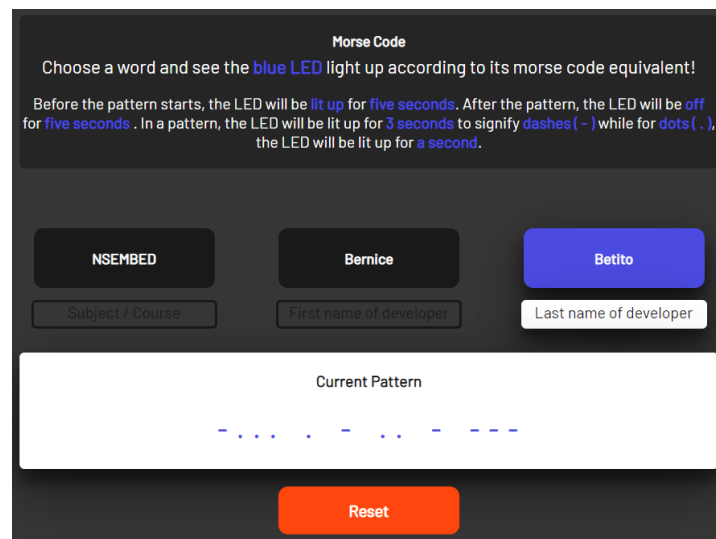 Morse Code
Choose a word and see the blue LED light up according to its morse code equivalent!
Before the pattern starts, the LED will be lit up for five seconds. After the pattern, the LED will be off
for five seconds . In a pattern, the LED will be lit up for 3 seconds to signify dashes ( - ) while for dots ( . ),
the LED will be lit up for a second.
NSEMBED Bernice Betito
Subject / Course First name of developer Last name of developer
Current Pattern
-... . - .. - ---
Reset